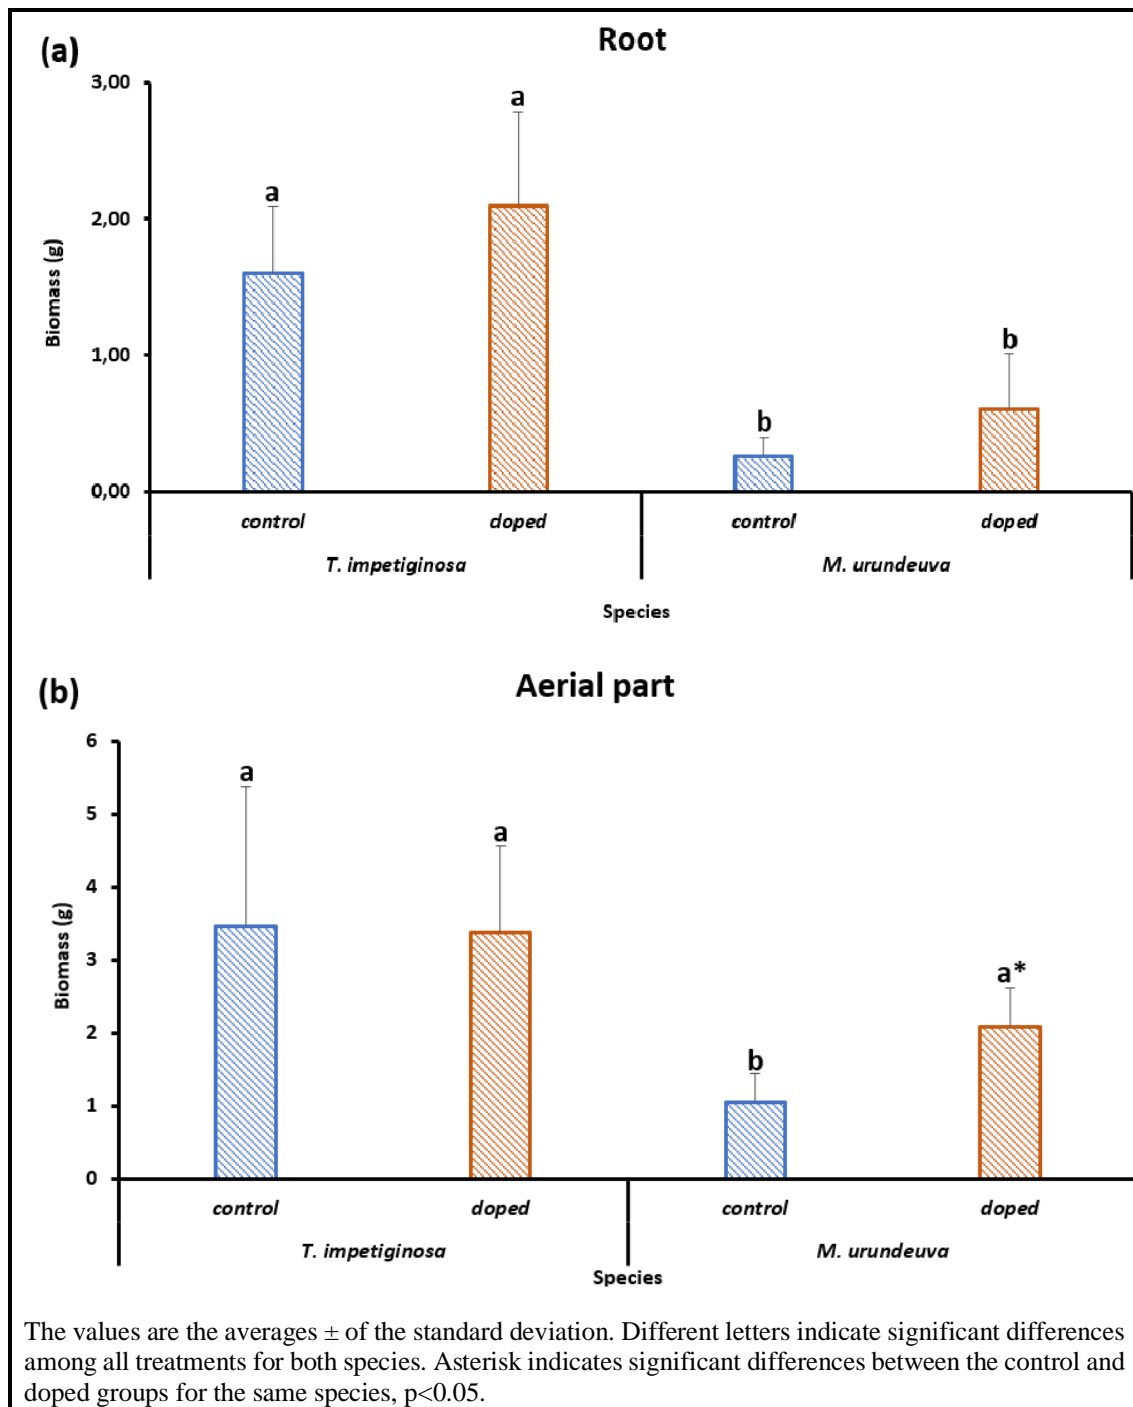 (a)
Root
3,00
2,00
1,00
0,00
Biomass (g)
a
a
b
b
control
doped
control
doped
T. impetiginosa
M. urundeuva
Species
(b)
Aerial part
6
5
4
3
2
1
0
Biomass (g)
a
a
b
a*
control
doped
control
doped
T. impetiginosa
M. urundeuva
Species
The values are the averages ± of the standard deviation. Different letters indicate significant differences
among all treatments for both species. Asterisk indicates significant differences between the control and
doped groups for the same species, p<0.05.